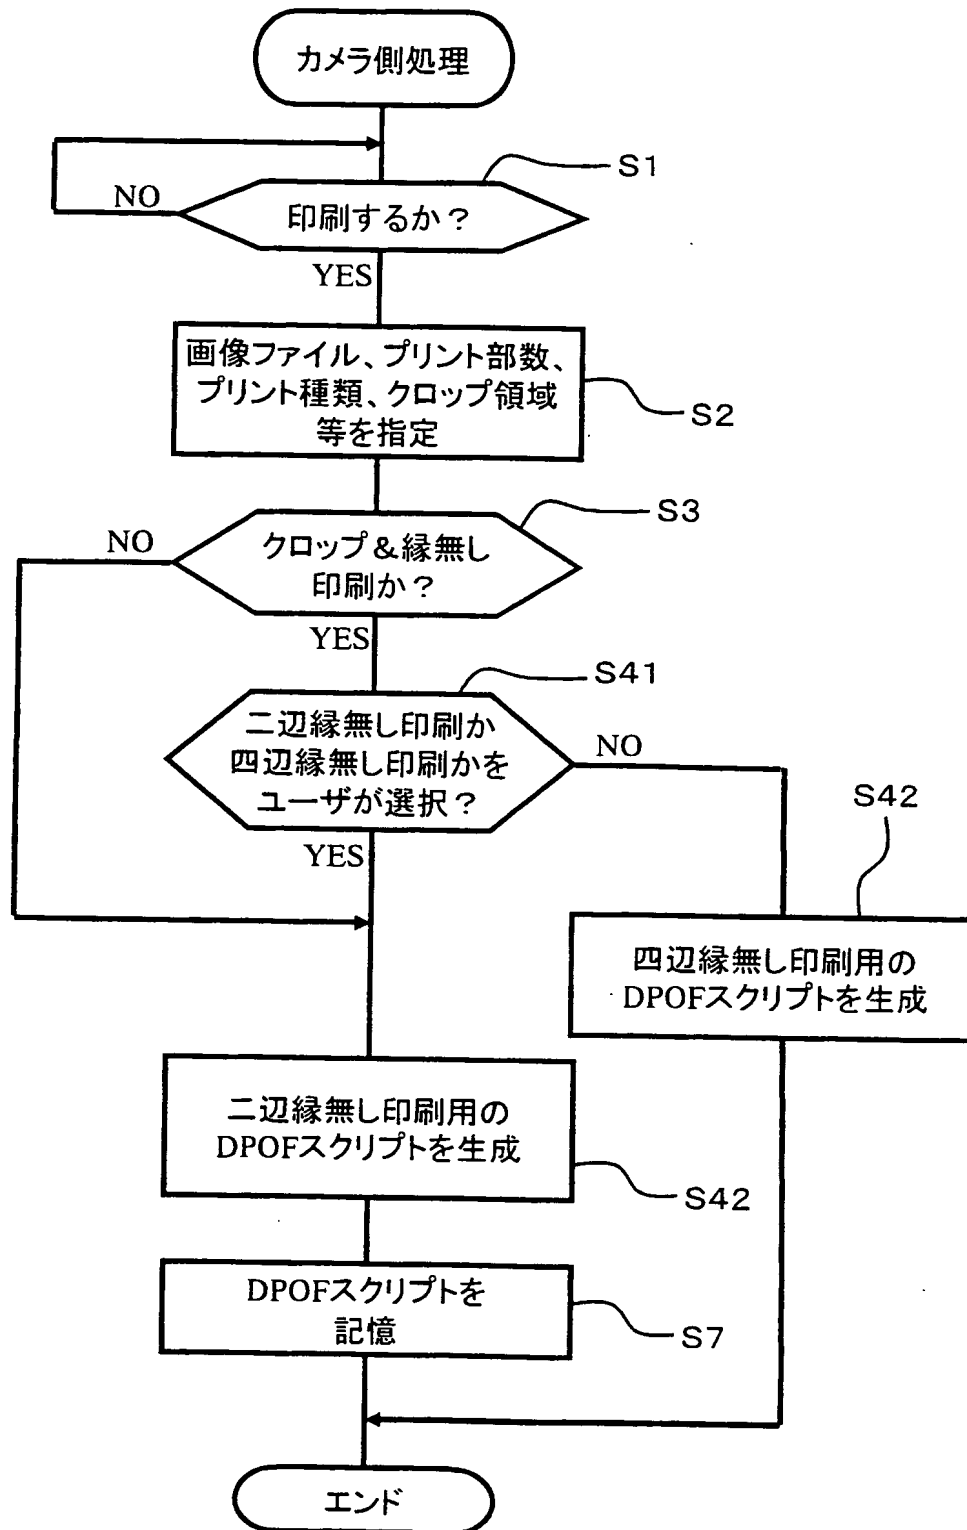 カメラ側処理
S1
NO
印刷するか？
YES
画像ファイル、プリント部数、
プリント種類、クロップ領域
等を指定
S2
S3
NO
クロップ＆縁無し
印刷か？
YES
S41
二辺縁無し印刷か
四辺縁無し印刷かを
ユーザが選択？
NO
YES
S42
四辺縁無し印刷用の
DPOFスクリプトを生成
二辺縁無し印刷用の
DPOFスクリプトを生成
S42
DPOFスクリプトを
記憶
S7
エンド